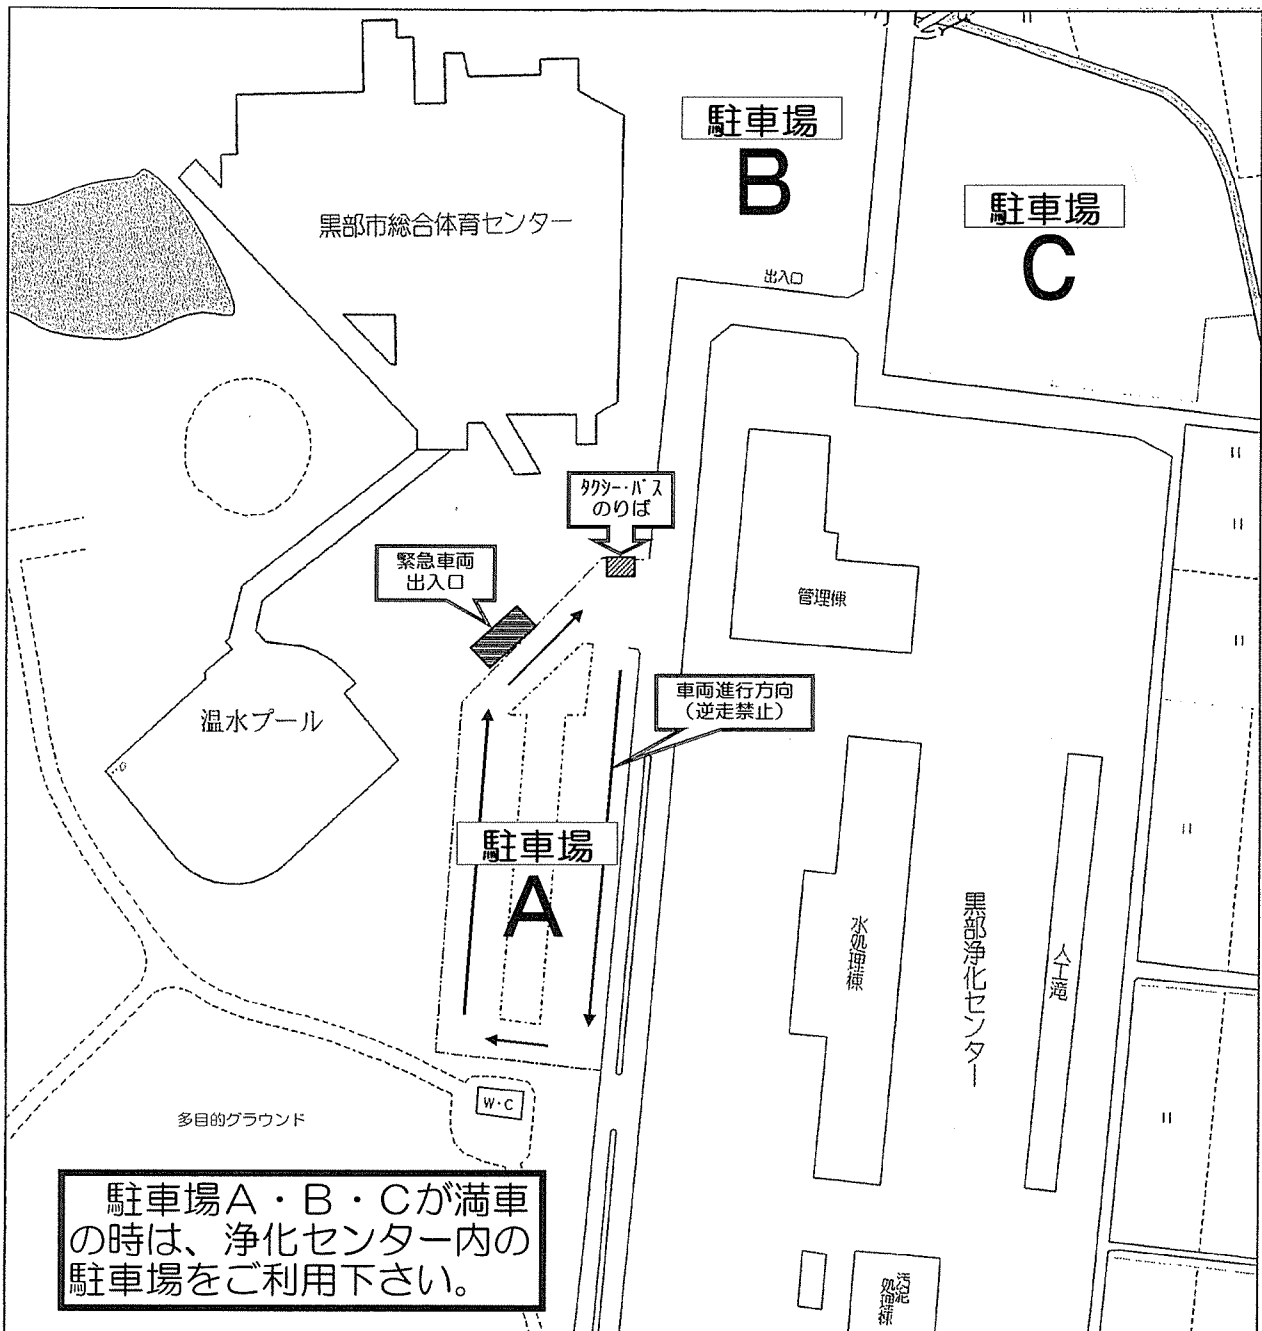 駐車場
B
駐車場
C
黒部市総合体育センター
出入口
タクシー・バス
のりば
緊急車両
出入口
管理棟
車両進行方向
(逆走禁止)
温水プール
駐車場
A
水処理棟
黒部浄化センター
人工滝
W・C
多目的グラウンド
駐車場A・B・Cが満車
の時は、浄化センター内の
駐車場をご利用下さい。
汚泥
処理棟